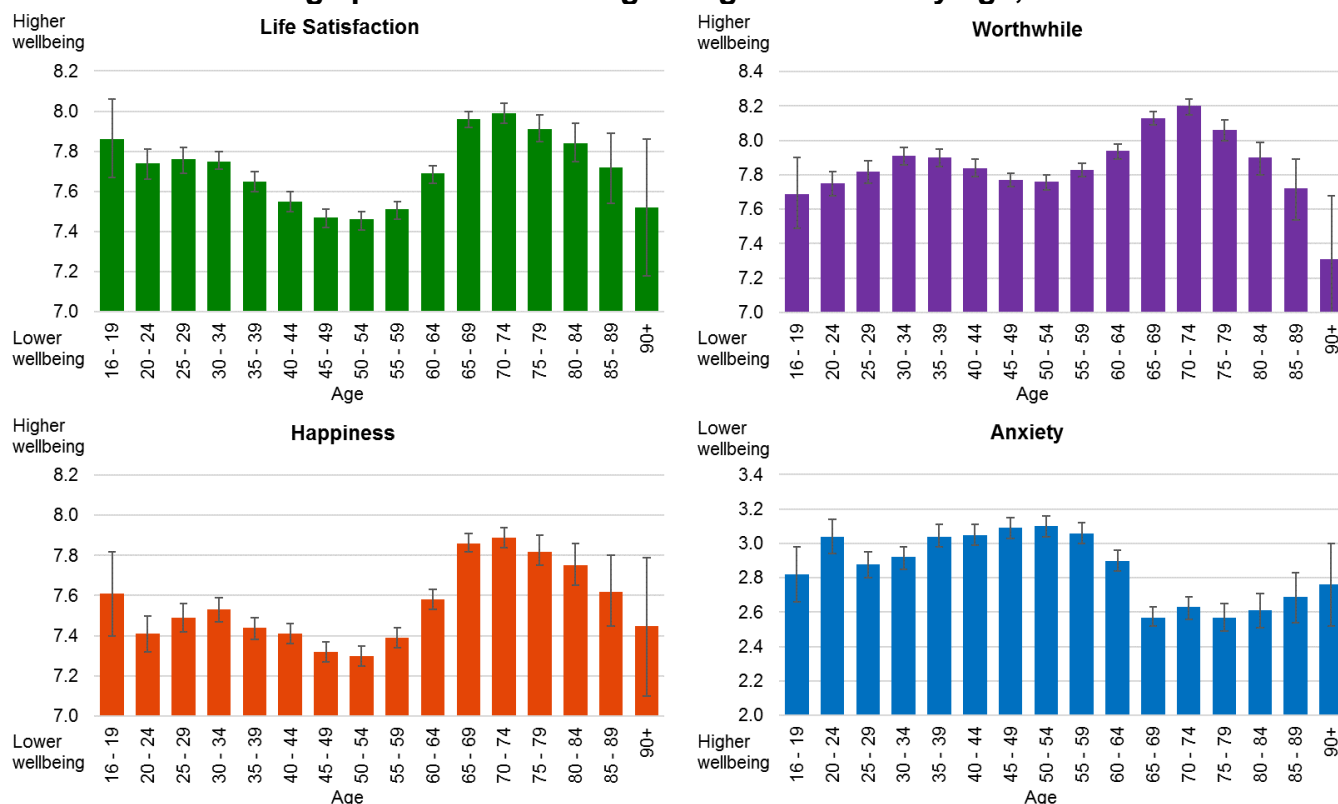 Higher
wellbeing
Life Satisfaction
8.2
8.0
7.8
7.6
7.4
7.2
7.0
Lower
wellbeing
16 - 19
20 - 24
25 - 29
30 - 34
35 - 39
40 - 44
45 - 49
50 - 54
55 - 59
60 - 64
65 - 69
70 - 74
75 - 79
80 - 84
85 - 89
90+
Age
Higher
wellbeing
Worthwhile
8.4
8.2
8.0
7.8
7.6
7.4
7.2
7.0
Lower
wellbeing
16 - 19
20 - 24
25 - 29
30 - 34
35 - 39
40 - 44
45 - 49
50 - 54
55 - 59
60 - 64
65 - 69
70 - 74
75 - 79
80 - 84
85 - 89
90+
Age
Higher
wellbeing
Happiness
8.2
8.0
7.8
7.6
7.4
7.2
7.0
Lower
wellbeing
16 - 19
20 - 24
25 - 29
30 - 34
35 - 39
40 - 44
45 - 49
50 - 54
55 - 59
60 - 64
65 - 69
70 - 74
75 - 79
80 - 84
85 - 89
90+
Age
Lower
wellbeing
Anxiety
3.4
3.2
3.0
2.8
2.6
2.4
2.2
2.0
Higher
wellbeing
16 - 19
20 - 24
25 - 29
30 - 34
35 - 39
40 - 44
45 - 49
50 - 54
55 - 59
60 - 64
65 - 69
70 - 74
75 - 79
80 - 84
85 - 89
90+
Age